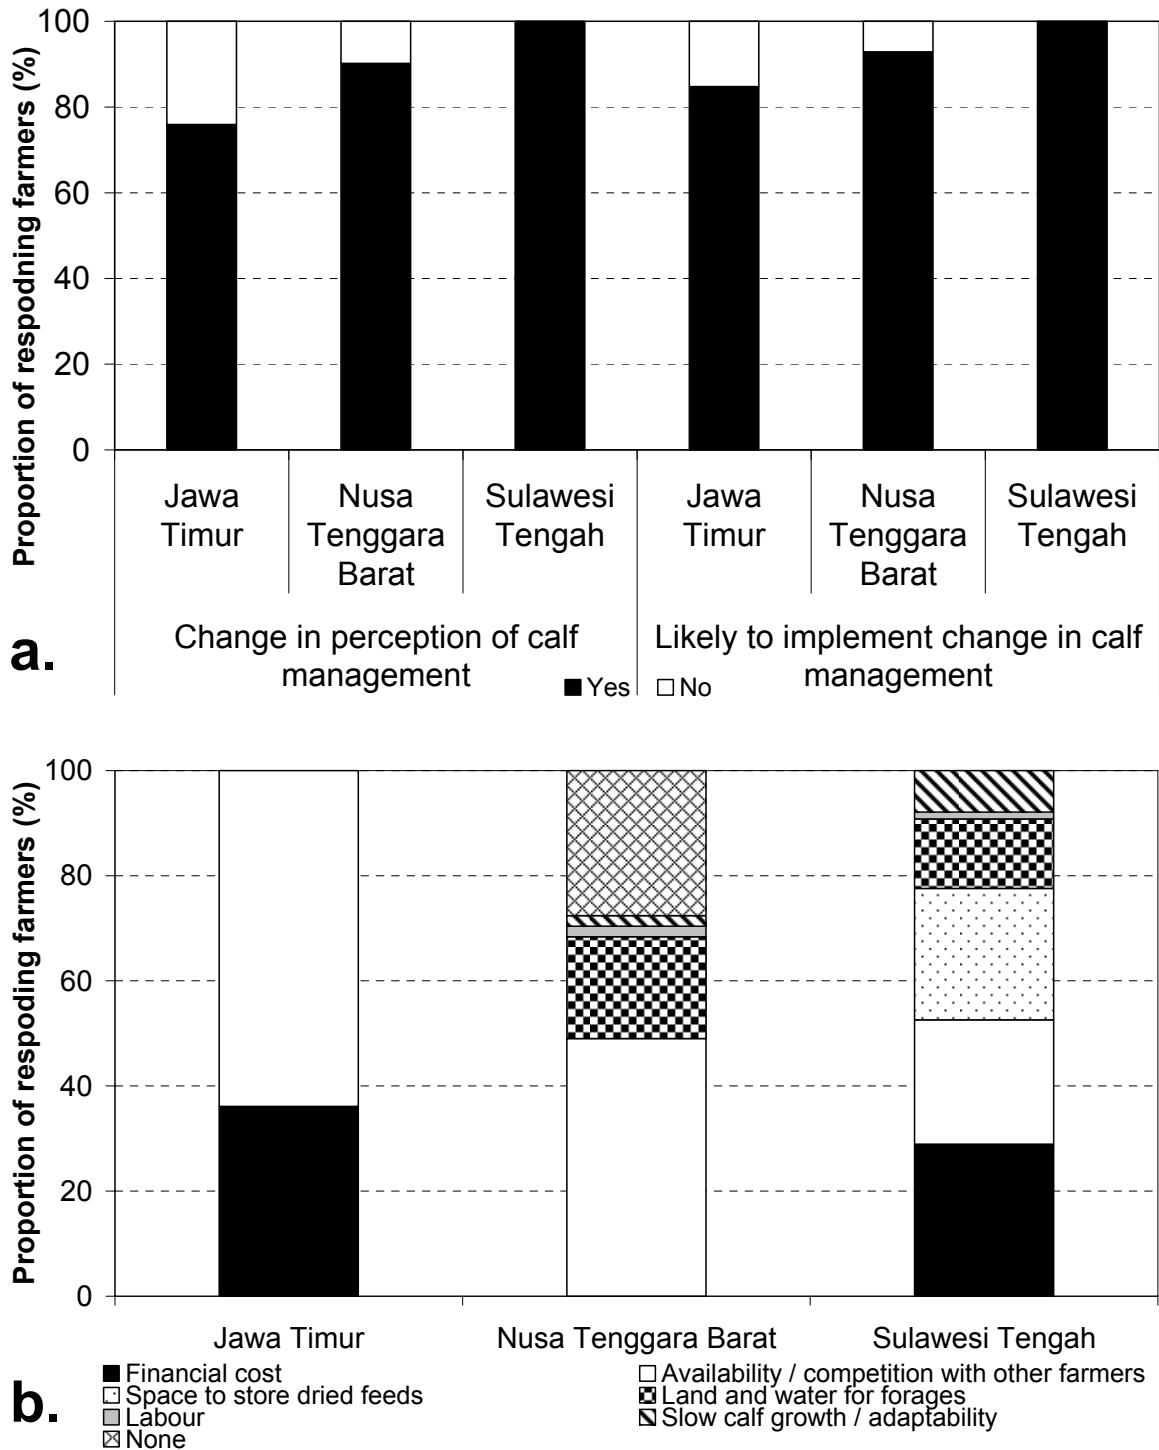 Proportion of respodning farmers (%)
100
80
60
40
20
0
Jawa Timur
Nusa Tenggara Barat
Sulawesi Tengah
Jawa Timur
Nusa Tenggara Barat
Sulawesi Tengah
Change in perception of calf management
Likely to implement change in calf management
Yes
No
a.
Proportion of respoding farmers (%)
100
80
60
40
20
0
Jawa Timur
Nusa Tenggara Barat
Sulawesi Tengah
Financial cost
Availability / competition with other farmers
Space to store dried feeds
Land and water for forages
Labour
Slow calf growth / adaptability
None
b.